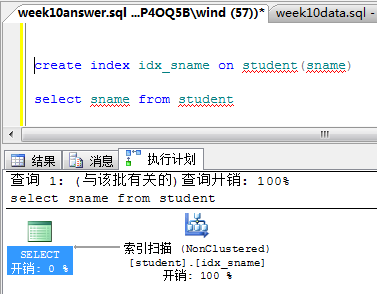 week10answer.sql ...P4OQ5B\wind (57))* week10data.sql -
create index idx_sname on student(sname)
select sname from student
结果 消息 执行计划
查询 1: (与该批有关的)查询开销: 100%
select sname from student
SELECT
开销: 0 %
索引扫描 (NonClustered)
[student].[idx_sname]
开销: 100 %